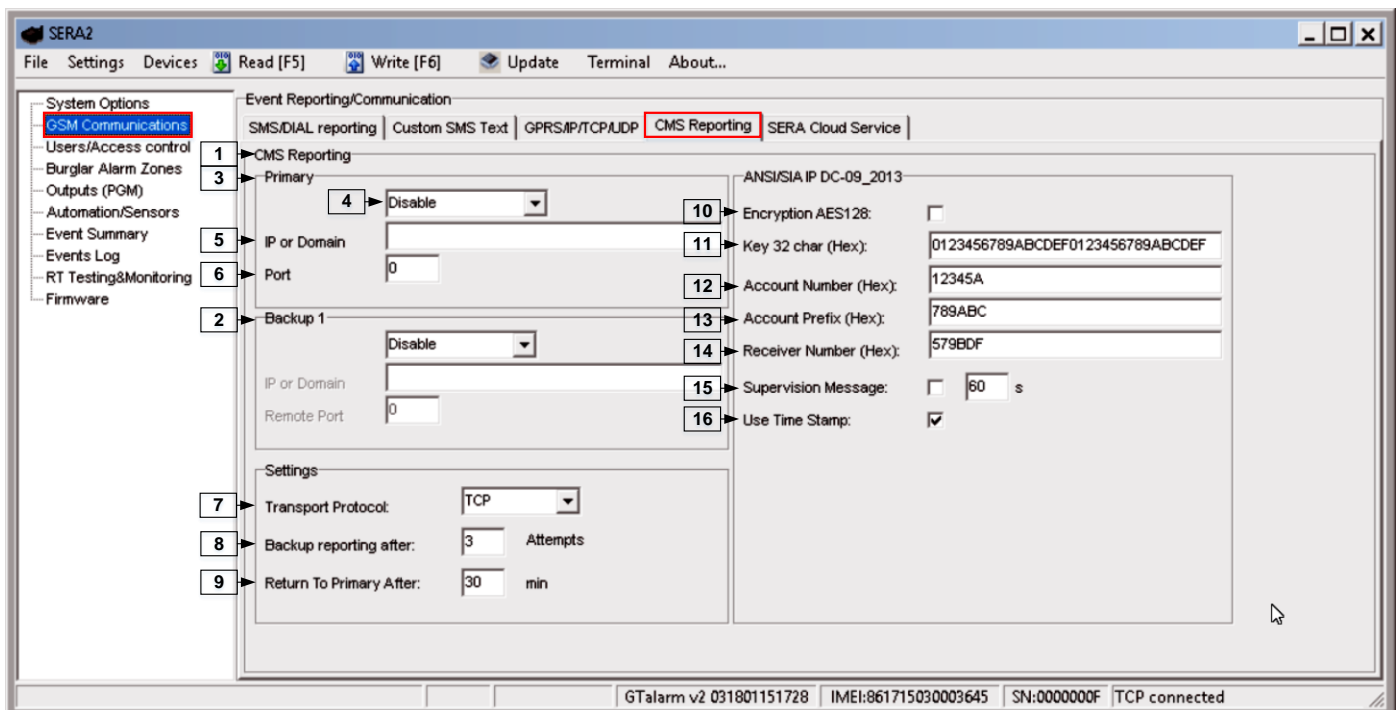 SERA2
File Settings Devices Read [F5] Write [F6] Update Terminal About...
System Options
GSM Communications
Users/Access control
Burglar Alarm Zones
Outputs (PGM)
Automation/Sensors
Event Summary
Events Log
RT Testing&Monitoring
Firmware
Event Reporting/Communication
SMS/DIAL reporting Custom SMS Text GPRS/IP/TCP/UDP CMS Reporting SERA Cloud Service
1 CMS Reporting
3 Primary
4 Disable
5 IP or Domain
6 Port 0
2 Backup 1
Disable
IP or Domain
Remote Port 0
Settings
7 Transport Protocol: TCP
8 Backup reporting after: 3 Attempts
9 Return To Primary After: 30 min
ANSI/SIA IP DC-09_2013
10 Encryption AES128:
11 Key 32 char (Hex): 0123456789ABCDEF0123456789ABCDEF
12 Account Number (Hex): 12345A
13 Account Prefix (Hex): 789ABC
14 Receiver Number (Hex): 579BDF
15 Supervision Message: 60 s
16 Use Time Stamp:
GTalarm v2 031801151728 IMEI:861715030003645 SN:0000000F TCP connected